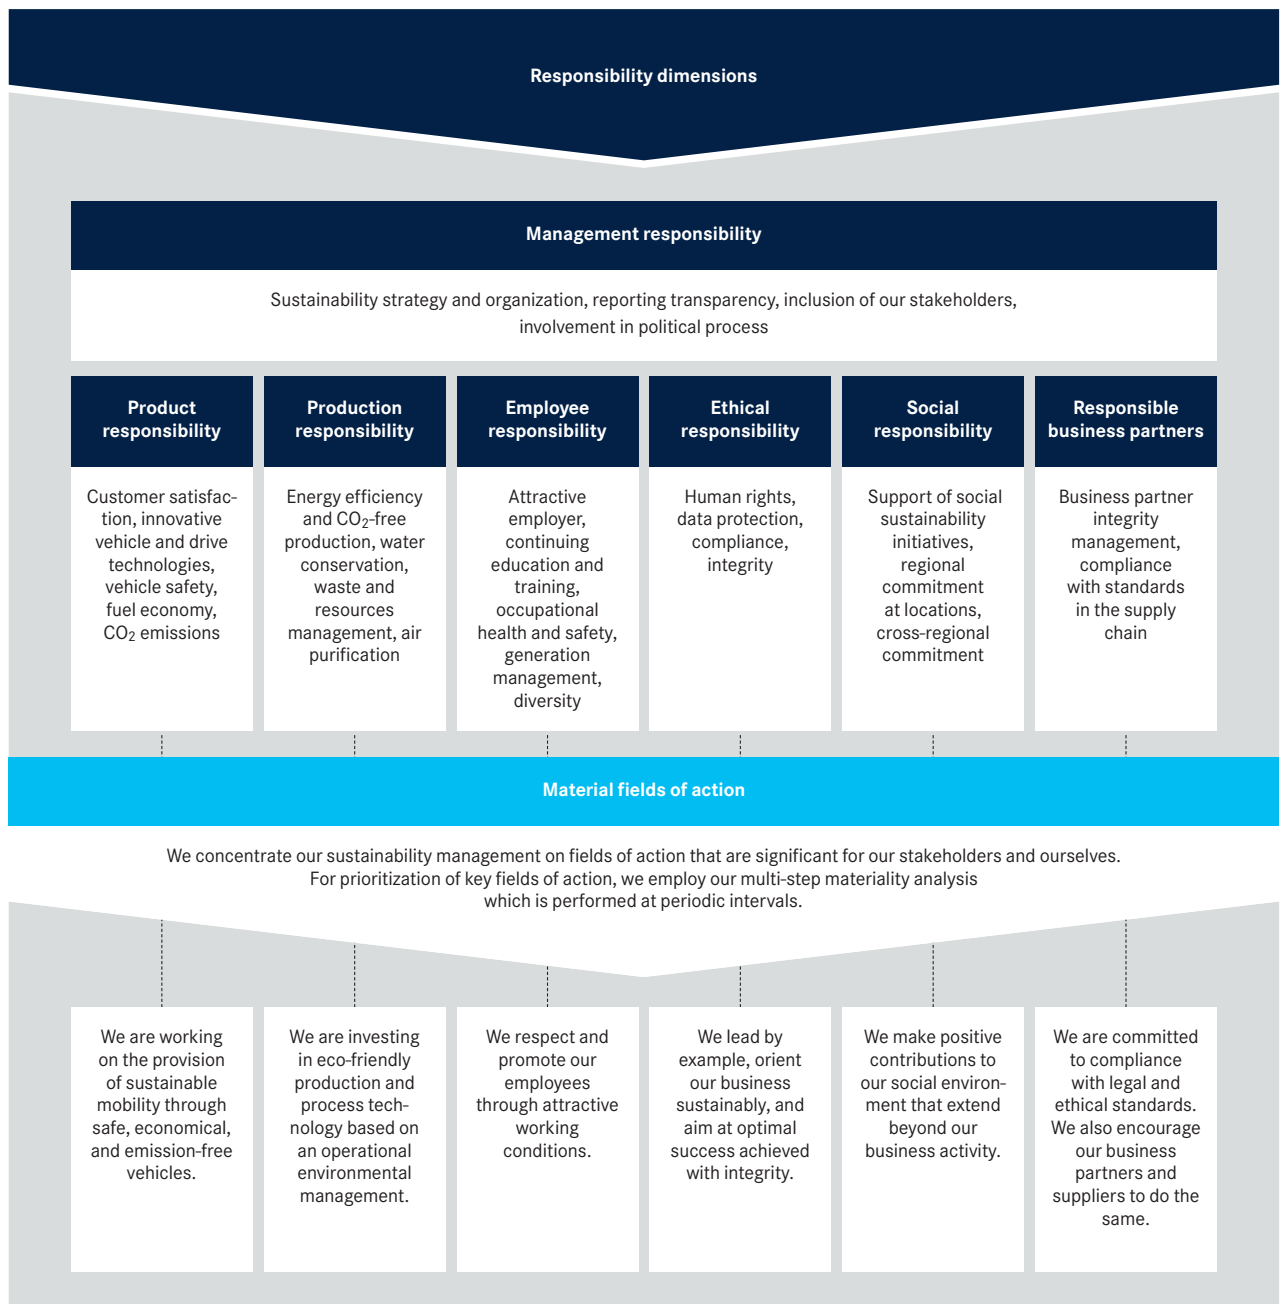 Responsibility dimensions
Management responsibility
Sustainability strategy and organization, reporting transparency, inclusion of our stakeholders,
involvement in political process
Product
responsibility
Customer satisfac-
tion, innovative
vehicle and drive
technologies,
vehicle safety,
fuel economy,
CO₂ emissions
Production
responsibility
Energy efficiency
and CO₂-free
production, water
conservation,
waste and
resources
management, air
purification
Employee
responsibility
Attractive
employer,
continuing
education and
training,
occupational
health and safety,
generation
management,
diversity
Ethical
responsibility
Human rights,
data protection,
compliance,
integrity
Social
responsibility
Support of social
sustainability
initiatives,
regional
commitment
at locations,
cross-regional
commitment
Responsible
business partners
Business partner
integrity
management,
compliance
with standards
in the supply
chain
Material fields of action
We concentrate our sustainability management on fields of action that are significant for our stakeholders and ourselves.
For prioritization of key fields of action, we employ our multi-step materiality analysis
which is performed at periodic intervals.
We are working
on the provision
of sustainable
mobility through
safe, economical,
and emission-free
vehicles.
We are investing
in eco-friendly
production and
process tech-
nology based on
an operational
environmental
management.
We respect and
promote our
employees
through attractive
working
conditions.
We lead by
example, orient
our business
sustainably, and
aim at optimal
success achieved
with integrity.
We make positive
contributions to
our social environ-
ment that extend
beyond our
business activity.
We are committed
to compliance
with legal and
ethical standards.
We also encourage
our business
partners and
suppliers to do the
same.